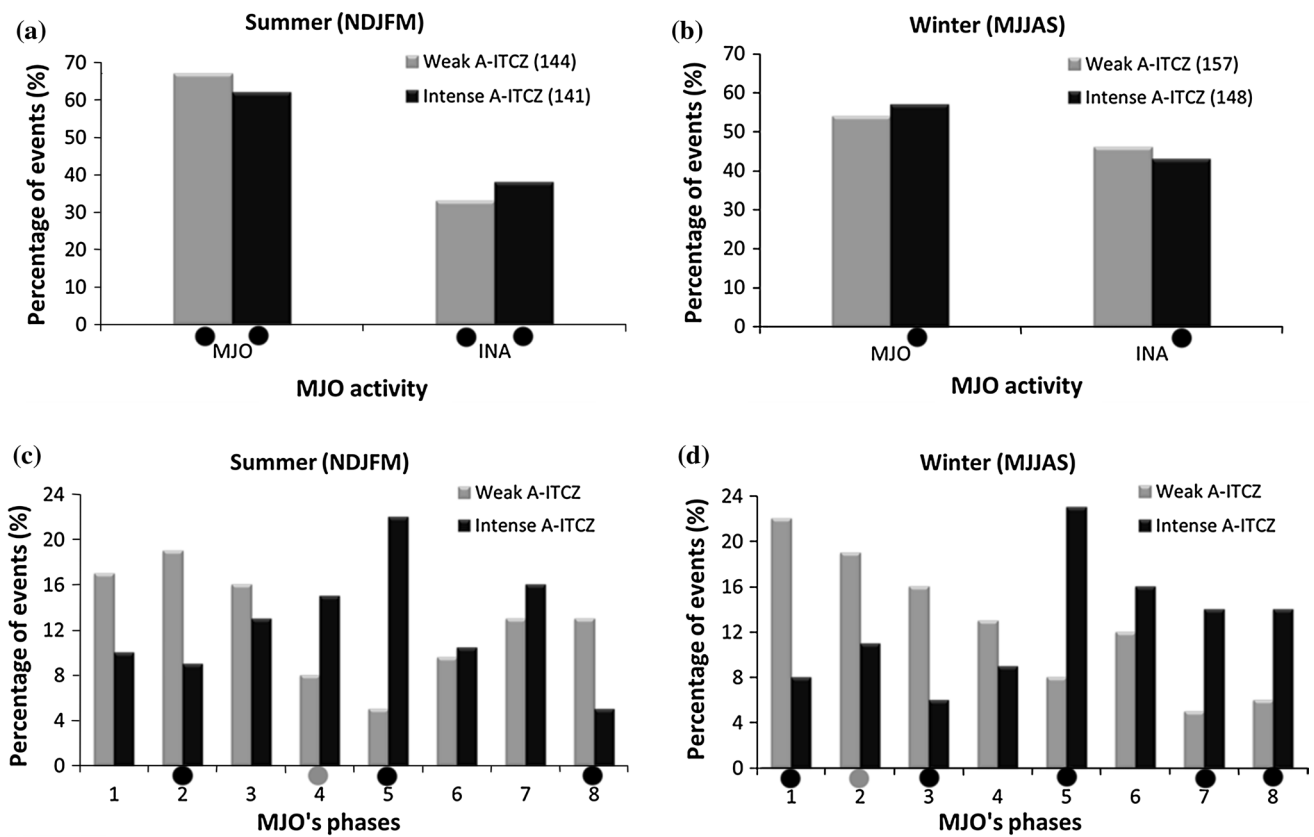 (a)
Summer (NDJFM)
Percentage of events (%)
70
60
50
40
30
20
10
0
Weak A-ITCZ (144)
Intense A-ITCZ (141)
MJO
INA
MJO activity
(b)
Winter (MJJAS)
Percentage of events (%)
70
60
50
40
30
20
10
0
Weak A-ITCZ (157)
Intense A-ITCZ (148)
MJO
INA
MJO activity
(c)
Summer (NDJFM)
Percentage of events (%)
24
20
16
12
8
4
0
Weak A-ITCZ
Intense A-ITCZ
1 2 3 4 5 6 7 8
MJO's phases
(d)
Winter (MJJAS)
Percentage of events (%)
24
20
16
12
8
4
0
Weak A-ITCZ
Intense A-ITCZ
1 2 3 4 5 6 7 8
MJO's phases